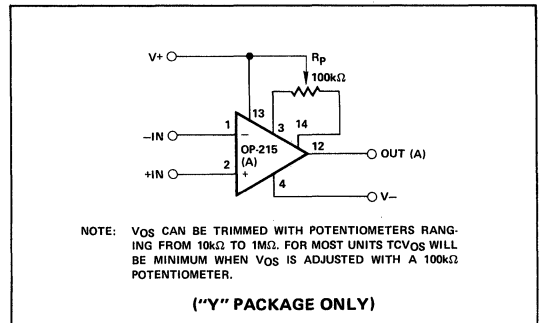 V+
RP
100kΩ
13
3
14
1
−
−IN
OP-215
(A)
12
OUT (A)
+IN
2
+
4
V−
NOTE: VOS CAN BE TRIMMED WITH POTENTIOMETERS RANG-
ING FROM 10kΩ TO 1MΩ. FOR MOST UNITS TCVOS WILL
BE MINIMUM WHEN VOS IS ADJUSTED WITH A 100kΩ
POTENTIOMETER.
("Y" PACKAGE ONLY)